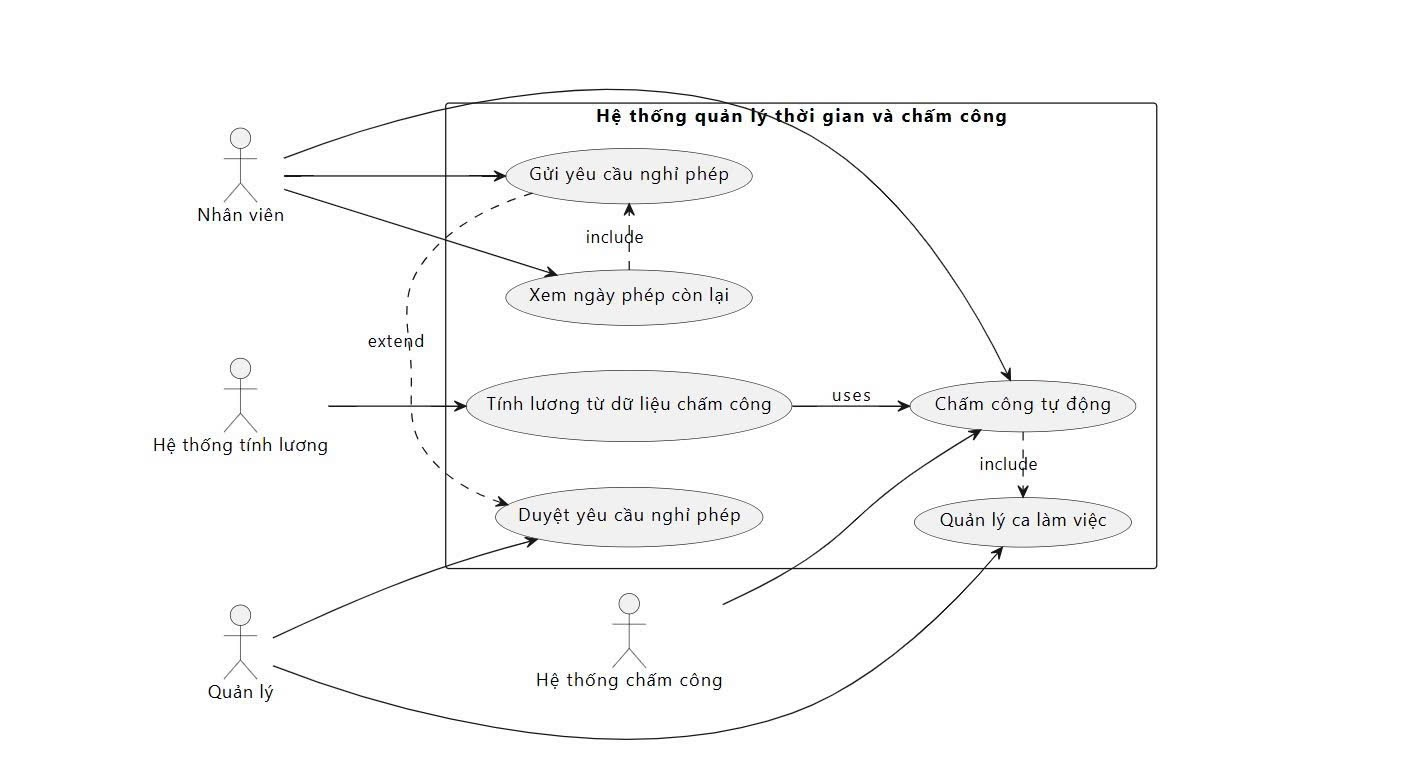 Hệ thống quản lý thời gian và chấm công
Gửi yêu cầu nghỉ phép
Nhân viên
include
Xem ngày phép còn lại
extend
Tính lương từ dữ liệu chấm công
uses
Chấm công tự động
Hệ thống tính lương
include
Duyệt yêu cầu nghỉ phép
Quản lý ca làm việc
Hệ thống chấm công
Quản lý